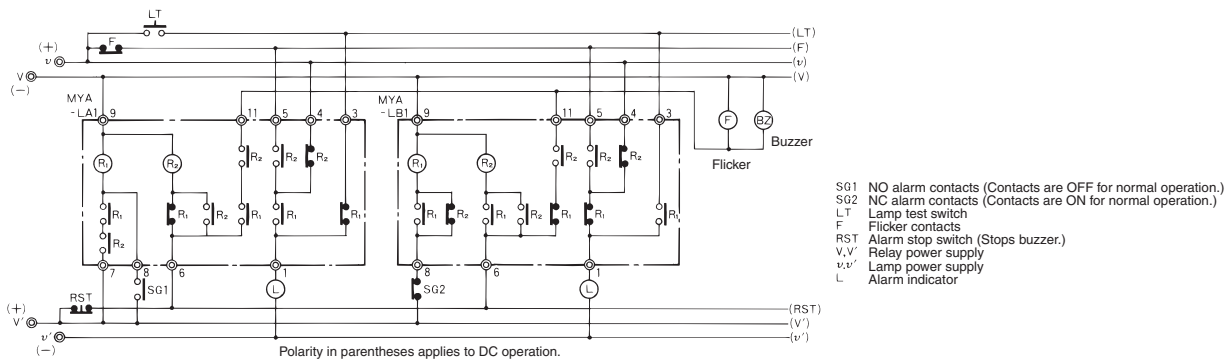 LT
(LT)
F
(F)
(+)
υ
(υ)
V
(V)
(−)
MYA
-LA1
9
11
5
4
3
MYA
-LB1
9
11
5
4
3
F
BZ
Buzzer
Flicker
R₁
R₂
R₂
R₂
R₂
R₁
R₂
R₂
R₂
R₂
R₁
R₁
R₂
R₁
R₁
R₁
R₂
R₁
R₂
R₁
R₂
R₁
R₁
R₁
7
8
6
1
8
6
1
SG1
L
SG2
L
RST
(+)
(RST)
V'
(V')
υ'
(υ')
(−)
Polarity in parentheses applies to DC operation.
SG1 NO alarm contacts (Contacts are OFF for normal operation.)
SG2 NC alarm contacts (Contacts are ON for normal operation.)
LT Lamp test switch
F Flicker contacts
RST Alarm stop switch (Stops buzzer.)
V,V' Relay power supply
υ,υ' Lamp power supply
L Alarm indicator